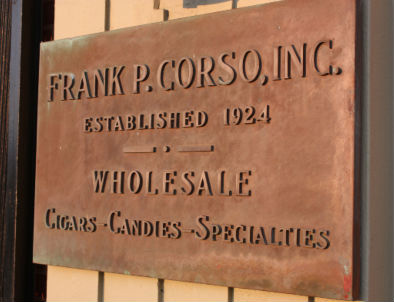 FRANK P. CORSO, INC.
ESTABLISHED 1924
WHOLESALE
CIGARS-CANDIES-SPECIALTIES